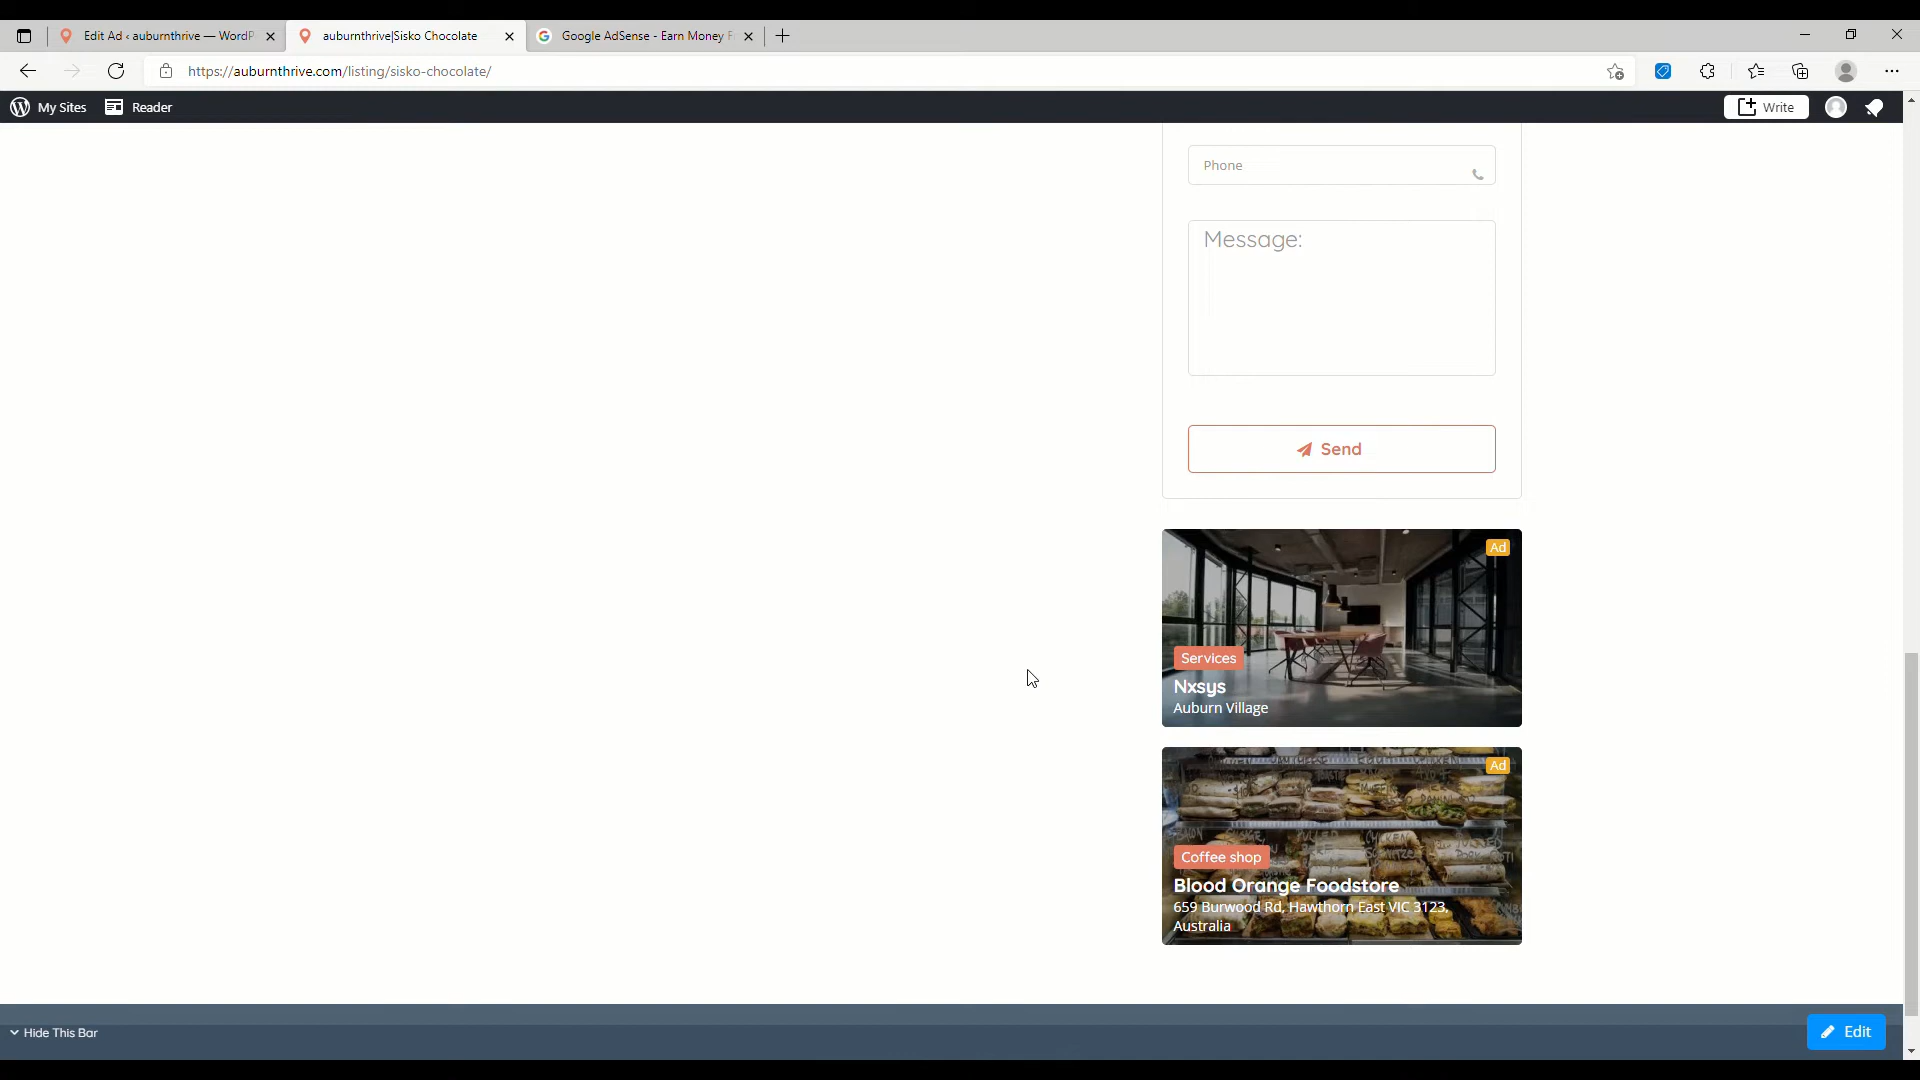 Edit Ad ‹ auburnthrive — WordP
auburnthrive|Sisko Chocolate
Google AdSense - Earn Money F
https://auburnthrive.com/listing/sisko-chocolate/
My Sites
Reader
Write
Phone
Message:
Send
Ad
Services
Nxsys
Auburn Village
Ad
Coffee shop
Blood Orange Foodstore
659 Burwood Rd, Hawthorn East VIC 3123,
Australia
Hide This Bar
Edit